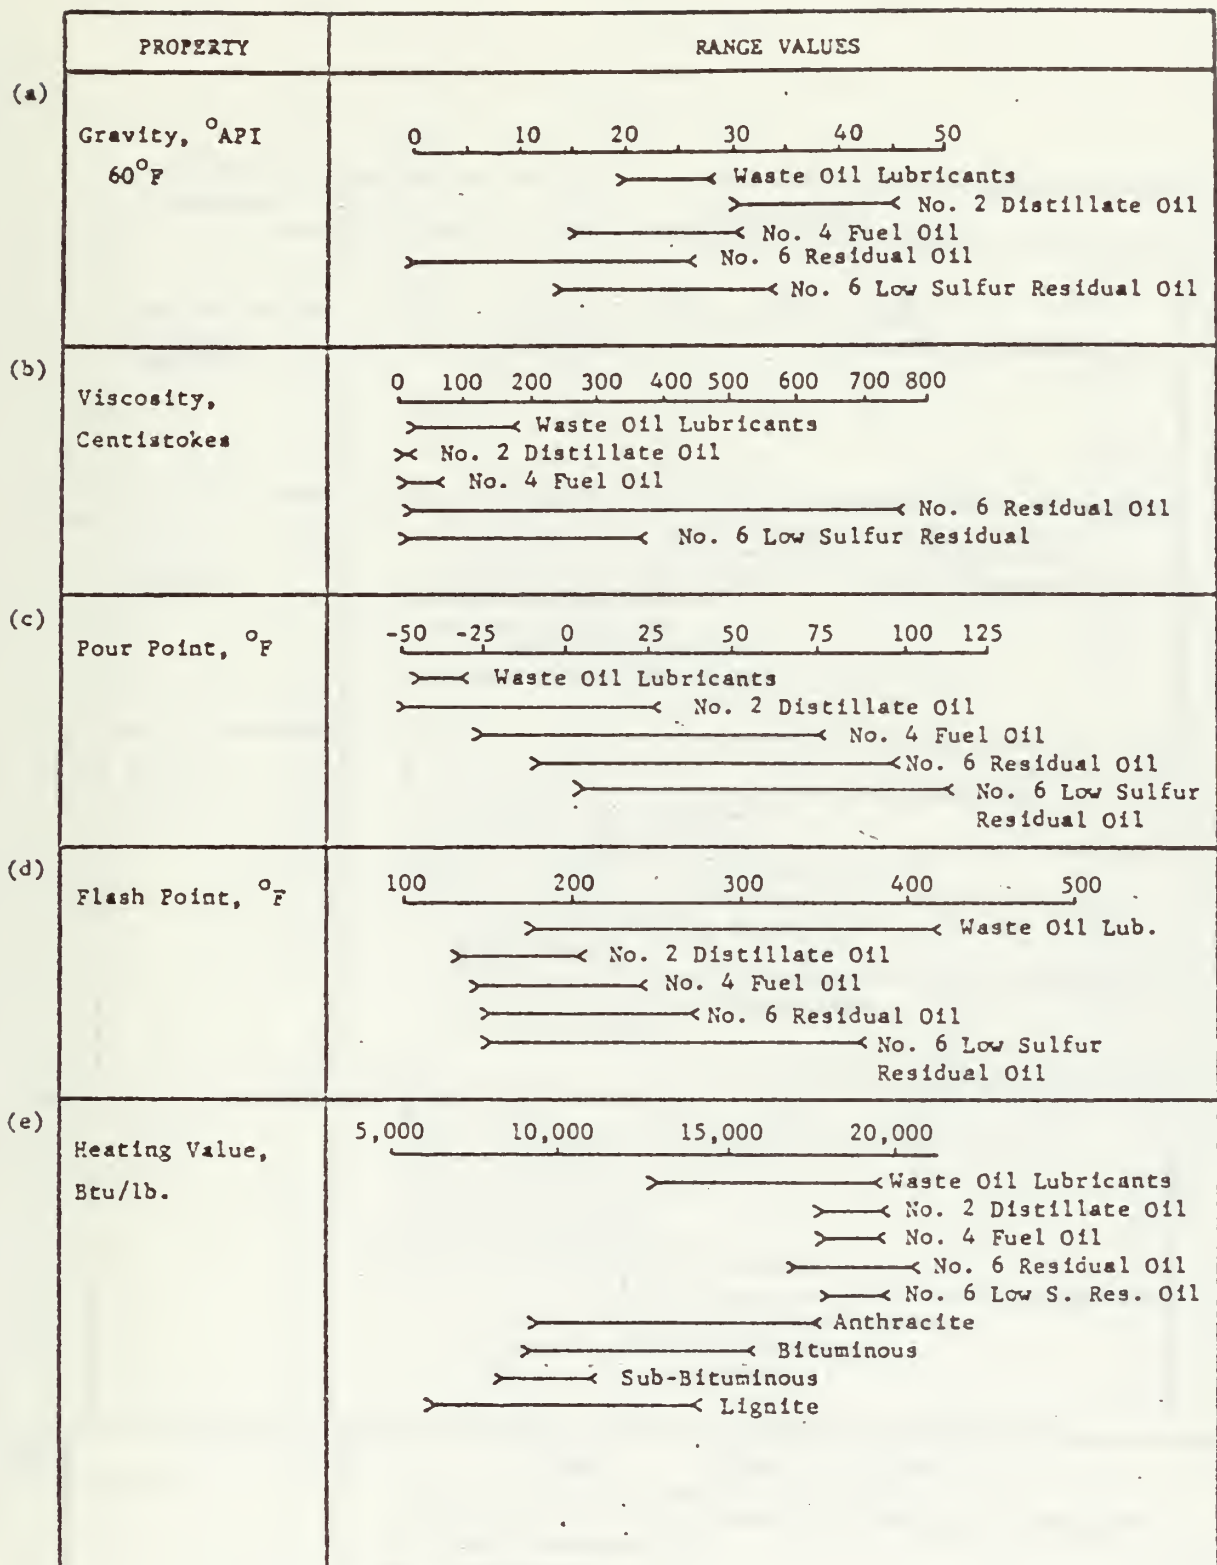 PROPERTY RANGE VALUES
(a)
Gravity, °API
60°F
0 10 20 30 40 50
Waste Oil Lubricants
No. 2 Distillate Oil
No. 4 Fuel Oil
No. 6 Residual Oil
No. 6 Low Sulfur Residual Oil
(b)
Viscosity,
Centistokes
0 100 200 300 400 500 600 700 800
Waste Oil Lubricants
No. 2 Distillate Oil
No. 4 Fuel Oil
No. 6 Residual Oil
No. 6 Low Sulfur Residual
(c)
Pour Point, °F
-50 -25 0 25 50 75 100 125
Waste Oil Lubricants
No. 2 Distillate Oil
No. 4 Fuel Oil
No. 6 Residual Oil
No. 6 Low Sulfur
Residual Oil
(d)
Flash Point, °F
100 200 300 400 500
Waste Oil Lub.
No. 2 Distillate Oil
No. 4 Fuel Oil
No. 6 Residual Oil
No. 6 Low Sulfur
Residual Oil
(e)
Heating Value,
Btu/lb.
5,000 10,000 15,000 20,000
Waste Oil Lubricants
No. 2 Distillate Oil
No. 4 Fuel Oil
No. 6 Residual Oil
No. 6 Low S. Res. Oil
Anthracite
Bituminous
Sub-Bituminous
Lignite